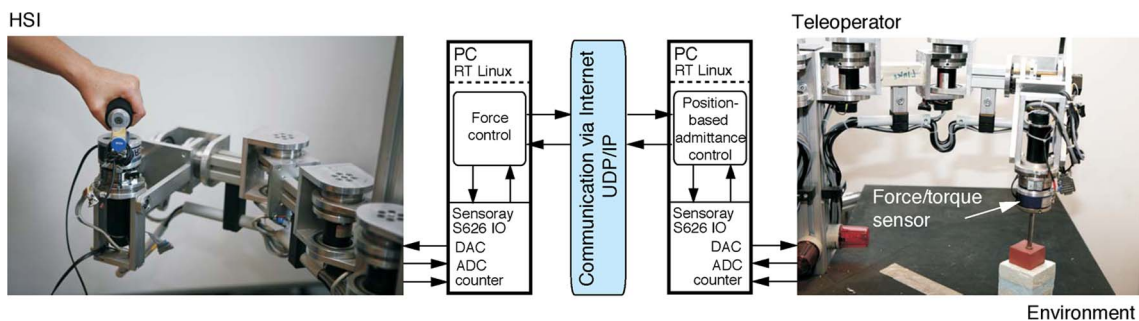 HSI
PC
RT Linux
Force
control
Sensoray
S626 IO
DAC
ADC
counter
Communication via Internet
UDP/IP
PC
RT Linux
Position-
based
admittance
control
Sensoray
S626 IO
DAC
ADC
counter
Teleoperator
Force/torque
sensor
Environment